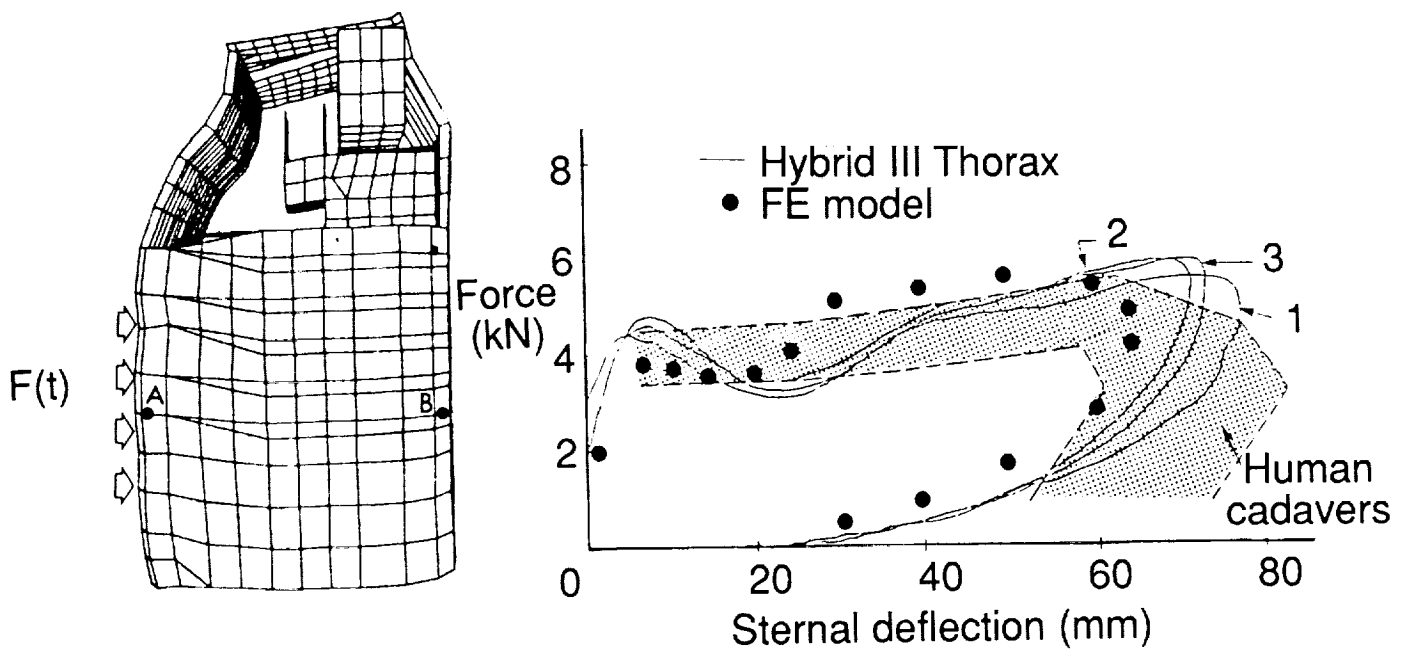 F(t)
A
B
Force
(kN)
8
6
4
2
0
20
40
60
80
Sternal deflection (mm)
Hybrid III Thorax
FE model
2
3
1
Human
cadavers